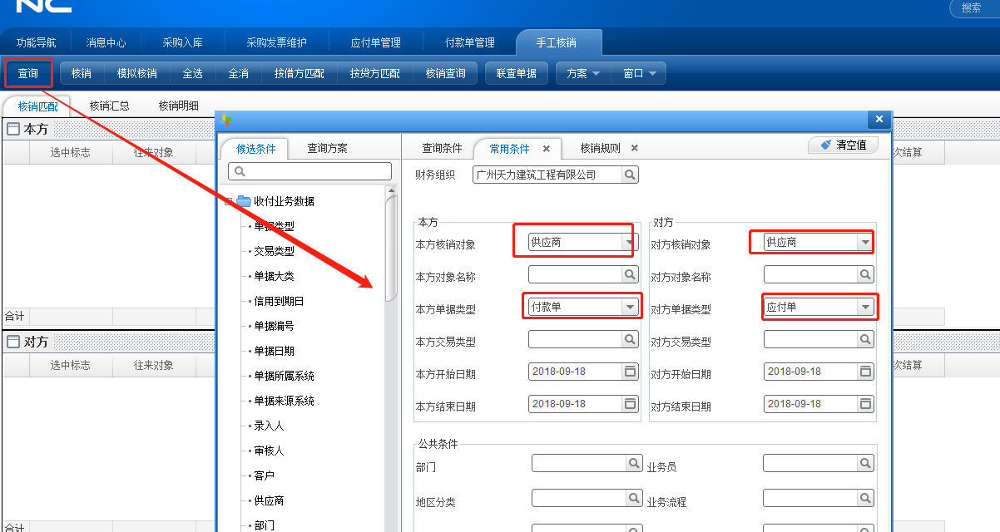 NC
搜索
功能导航 消息中心 采购入库 采购发票维护 应付单管理 付款单管理 手工核销
查询 核销 模拟核销 全选 全消 按借方匹配 按贷方匹配 核销查询 联查单据 方案 窗口
核销匹配 核销汇总 核销明细
本方
选中标志 往来对象 次结算
合计
对方
选中标志 往来对象 次结算
合计
候选条件 查询方案
收付业务数据
单据类型
交易类型
单据大类
信用到期日
单据编号
单据日期
单据所属系统
单据来源系统
录入人
审核人
客户
供应商
部门
查询条件 常用条件 核销规则 清空值
财务组织 广州天力建筑工程有限公司
本方 对方
本方核销对象 供应商 对方核销对象 供应商
本方对象名称 对方对象名称
本方单据类型 付款单 对方单据类型 应付单
本方交易类型 对方交易类型
本方开始日期 2018-09-18 对方开始日期 2018-09-18
本方结束日期 2018-09-18 对方结束日期 2018-09-18
公共条件
部门 业务员
地区分类 业务流程